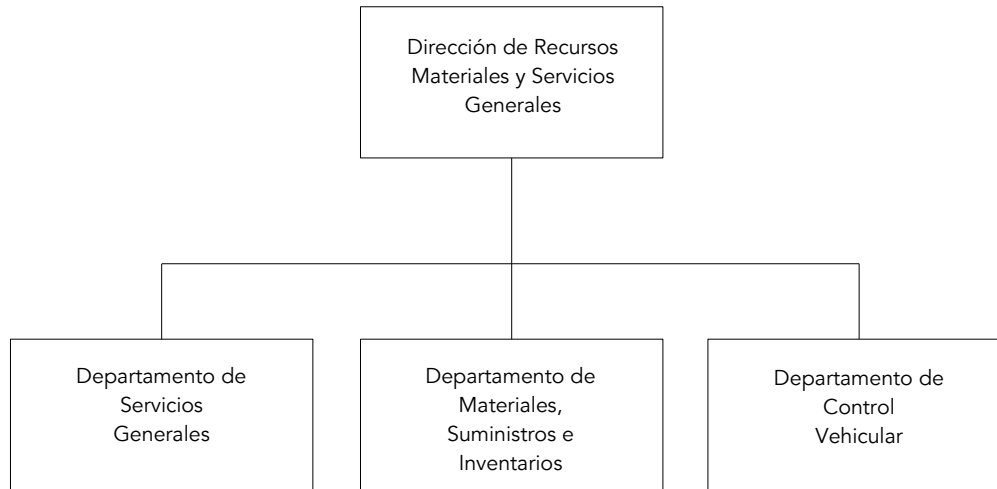 Dirección de Recursos
Materiales y Servicios
Generales
Departamento de
Servicios
Generales
Departamento de
Materiales,
Suministros e
Inventarios
Departamento de
Control
Vehicular